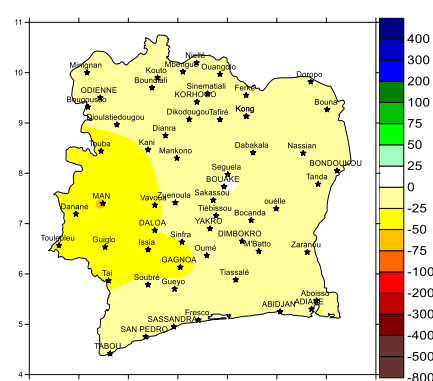 11
10
9
8
7
6
5
4
Niellé
Mbengué
Ouangolo
Mingnan
Kouto
Doropo
Boundiali
Sinematiali
Ferké
ODIENNE
KORHOGO
Bougousso
Bouna
Kong
Dikodougou
Tafiré
Dioulatiedougou
Dianra
Touba
Kani
Dabakala
Nassian
Mankono
BONDOUKOU
Seguela
Tanda
BOUAKE
MAN
Vavoua
Zuenoula
Sakassou
Danané
Tiébissou
ouélle
Bocanda
DALOA
YAKRO
Toulepleu
Guiglo
Issia
Sinfra
DIMBOKRO
M'Batto
Zaranou
Oumé
GAGNOA
Tai
Soubré
Gueyo
Tiassalé
Aboisso
ABIDJAN
ADIAKE
Fresco
SASSANDRA
SAN PEDRO
TABOU
400
300
200
100
75
50
25
0
-25
-50
-75
-100
-200
-300
-400
-500